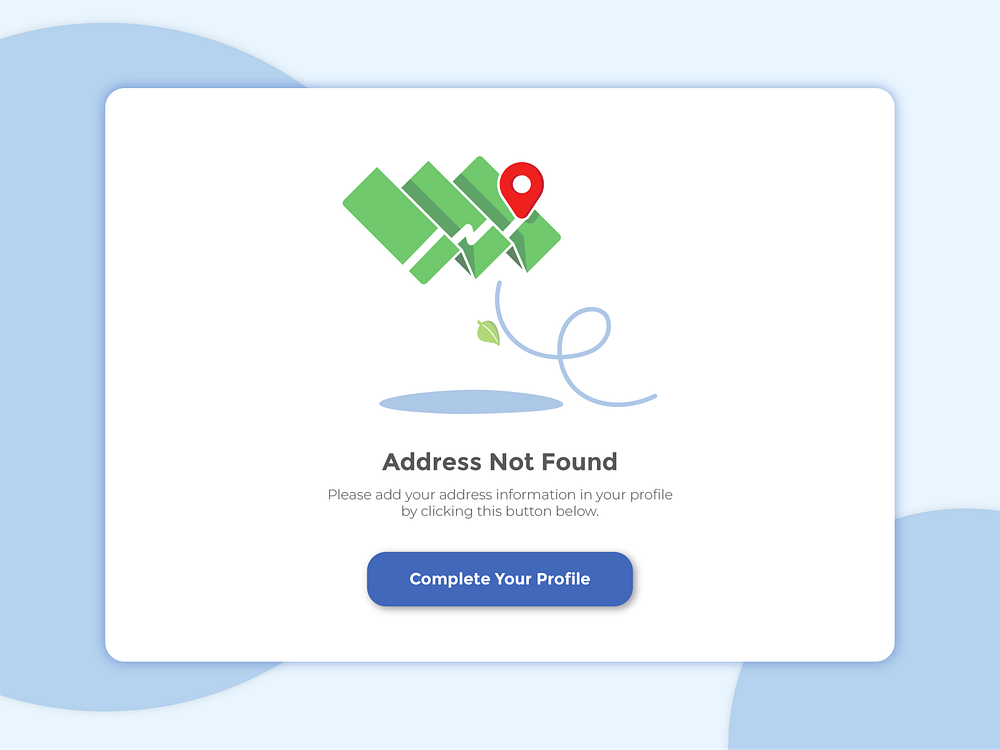 Address Not Found
Please add your address information in your profile
by clicking this button below.
Complete Your Profile